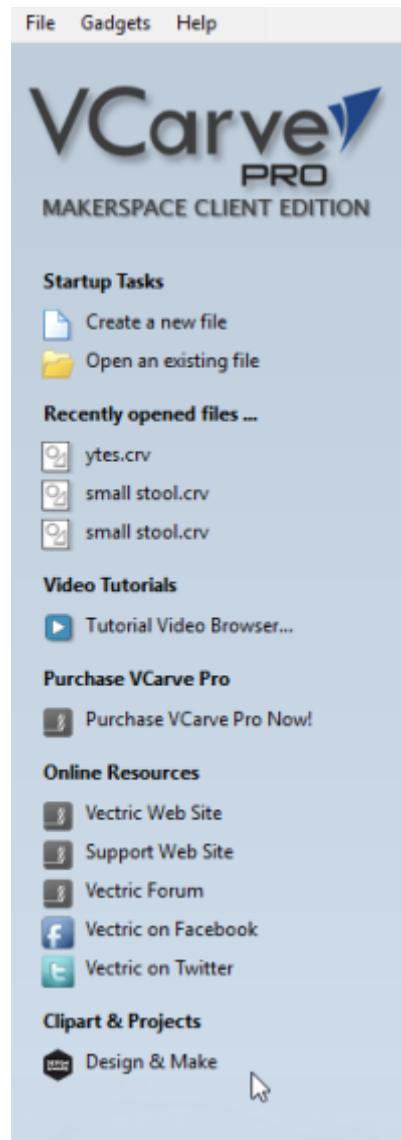 File Gadgets Help
VCarve
PRO
MAKERSPACE CLIENT EDITION
Startup Tasks
Create a new file
Open an existing file
Recently opened files ...
ytes.crv
small stool.crv
small stool.crv
Video Tutorials
Tutorial Video Browser...
Purchase VCarve Pro
Purchase VCarve Pro Now!
Online Resources
Vectric Web Site
Support Web Site
Vectric Forum
Vectric on Facebook
Vectric on Twitter
Clipart & Projects
Design & Make